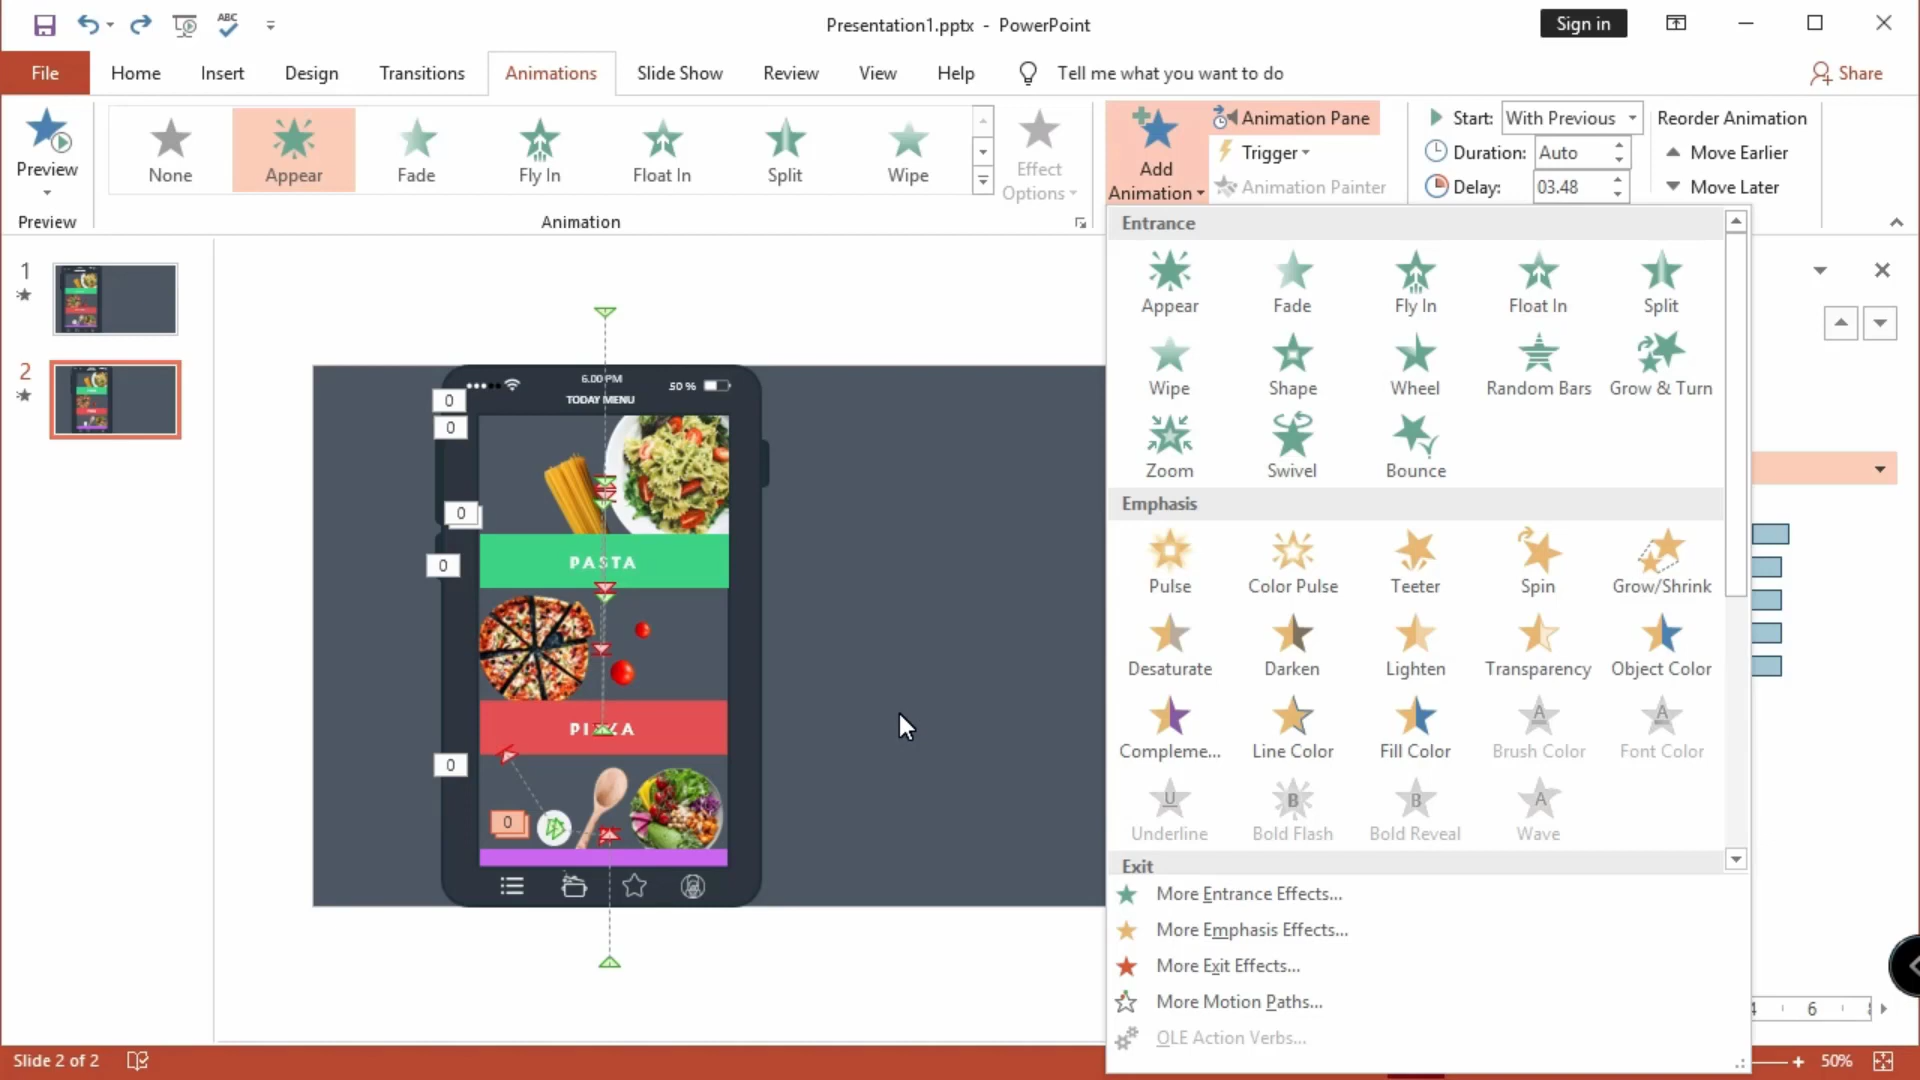 ABC
Presentation1.pptx - PowerPoint
Sign in
File
Home
Insert
Design
Transitions
Animations
Slide Show
Review
View
Help
Tell me what you want to do
Share
Preview
Preview
None
Appear
Fade
Fly In
Float In
Split
Wipe
Animation
Effect
Options
Add
Animation
Animation Pane
Trigger
Animation Painter
Start:
With Previous
Duration:
Auto
Delay:
03.48
Reorder Animation
Move Earlier
Move Later
1
2
0
0
0
0
0
0
6.00 PM
50 %
TODAY MENU
PASTA
PIZZA
Entrance
Appear
Fade
Fly In
Float In
Split
Wipe
Shape
Wheel
Random Bars
Grow & Turn
Zoom
Swivel
Bounce
Emphasis
Pulse
Color Pulse
Teeter
Spin
Grow/Shrink
Desaturate
Darken
Lighten
Transparency
Object Color
Compleme...
Line Color
Fill Color
Brush Color
Font Color
Underline
Bold Flash
Bold Reveal
Wave
Exit
More Entrance Effects...
More Emphasis Effects...
More Exit Effects...
More Motion Paths...
OLE Action Verbs...
6
Slide 2 of 2
50%